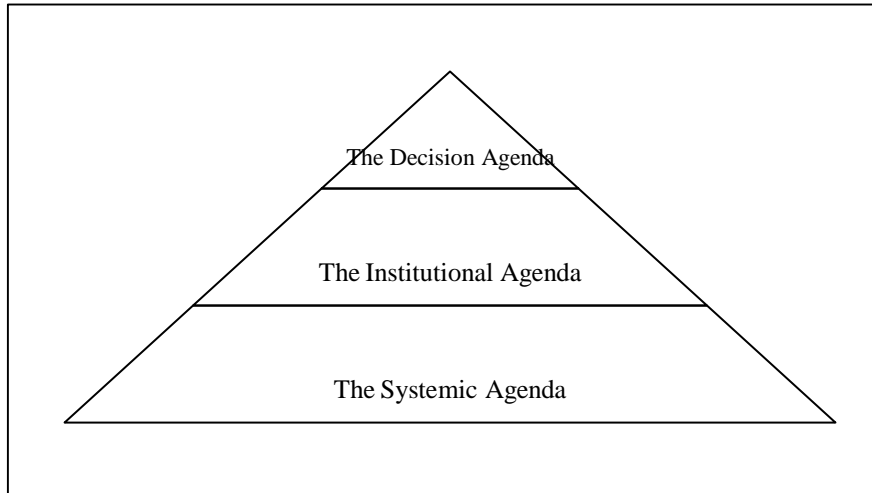 The Decision Agenda
The Institutional Agenda
The Systemic Agenda